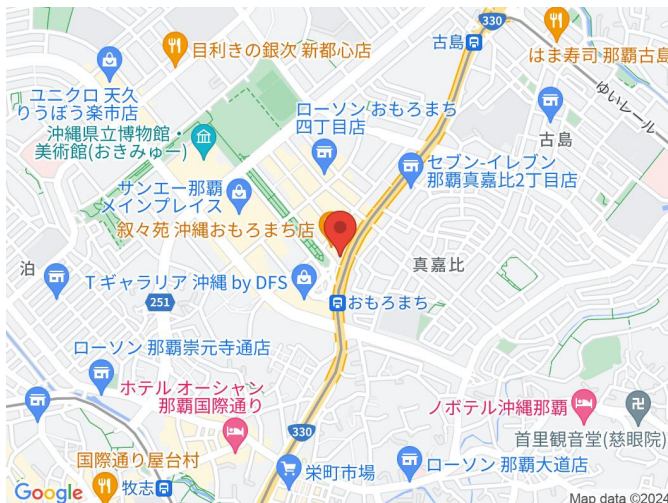 330
古島
目利きの銀次 新都心店
はま寿司 那覇古島
ユニクロ 天久
りうぼう楽市店
ゆいレール
ローソン おもろまち
四丁目店
沖縄県立博物館・
美術館(おきみゅー)
古島
セブン-イレブン
那覇真嘉比2丁目店
サンエー那覇
メインプレイス
叙々苑 沖縄おもろまち店
泊
真嘉比
Tギャラリア 沖縄 by DFS
251
おもろまち
ローソン 那覇崇元寺通店
ホテル オーシャン
那覇国際通り
ノボテル沖縄那覇
330
首里観音堂(慈眼院)
国際通り屋台村
栄町市場
ローソン 那覇大道店
牧志
Google
Map data ©2024